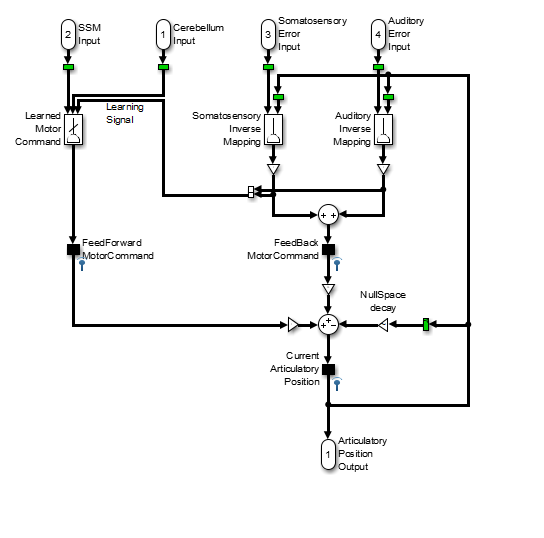 2
SSM
Input
1
Cerebellum
Input
3
Somatosensory
Error
Input
4
Auditory
Error
Input
Learned
Motor
Command
Learning
Signal
Somatosensory
Inverse
Mapping
Auditory
Inverse
Mapping
+ +
FeedForward
MotorCommand
FeedBack
MotorCommand
NullSpace
decay
+ + -
Current
Articulatory
Position
1
Articulatory
Position
Output